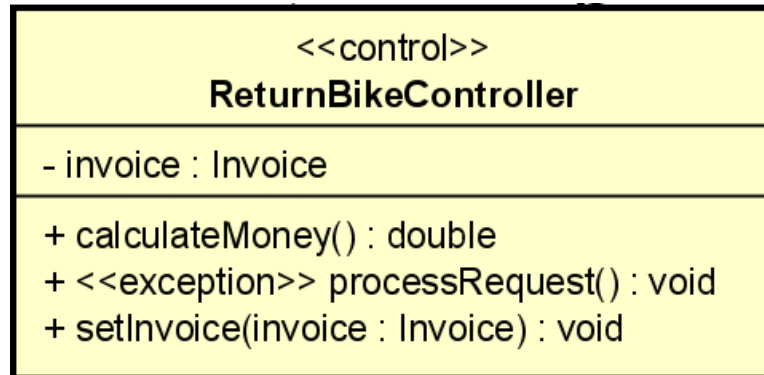 <<control>>
ReturnBikeController
- invoice : Invoice
+ calculateMoney() : double
+ <<exception>> processRequest() : void
+ setInvoice(invoice : Invoice) : void